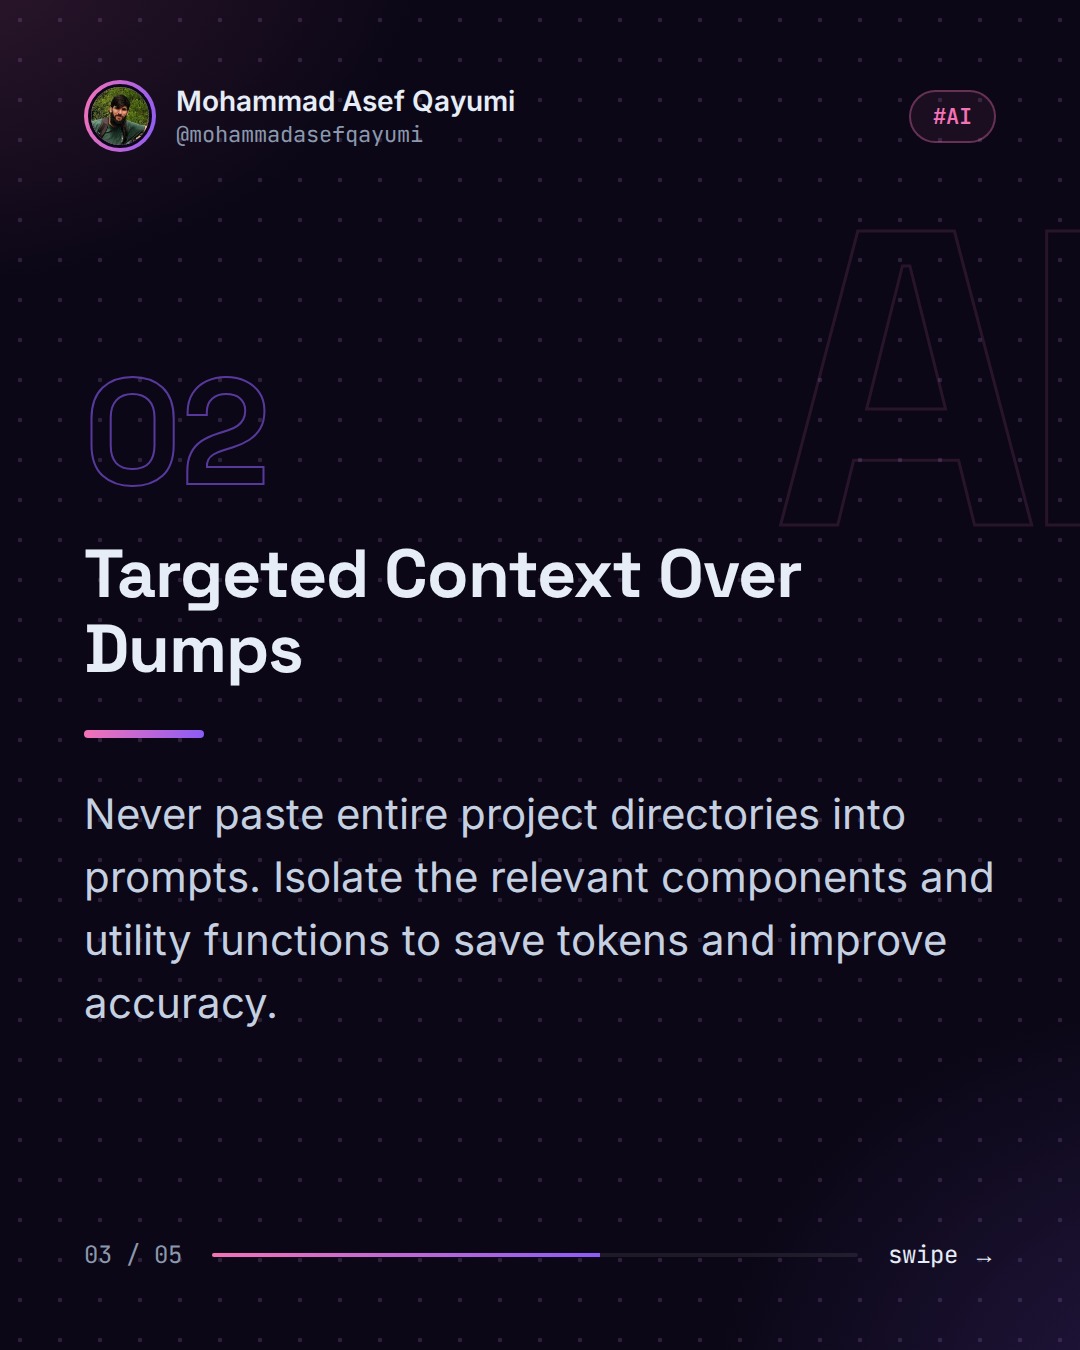 Mohammad Asef Qayumi
@mohammadasefqayumi
#AI
AI
02
Targeted Context Over
Dumps
Never paste entire project directories into
prompts. Isolate the relevant components and
utility functions to save tokens and improve
accuracy.
03 / 05
swipe →